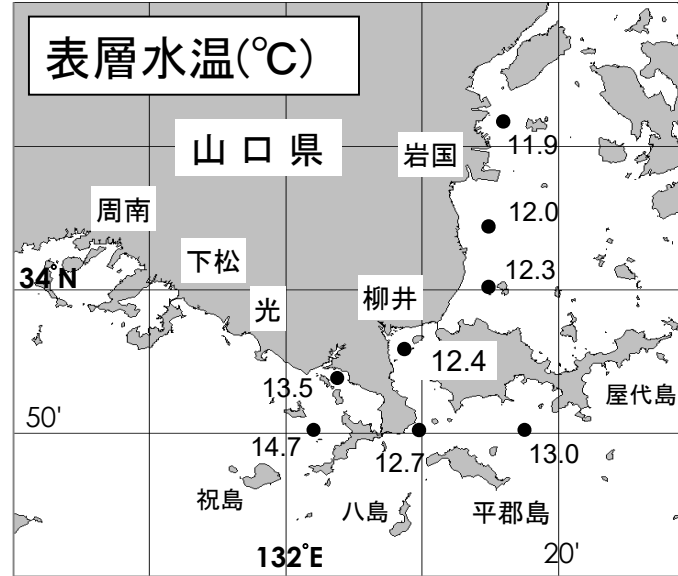 表層水温(℃)
山口県
岩国
11.9
周南
12.0
下松
34°N
12.3
光
柳井
12.4
13.5
屋代島
50'
14.7
12.7
13.0
祝島
八島
平郡島
132°E
20'